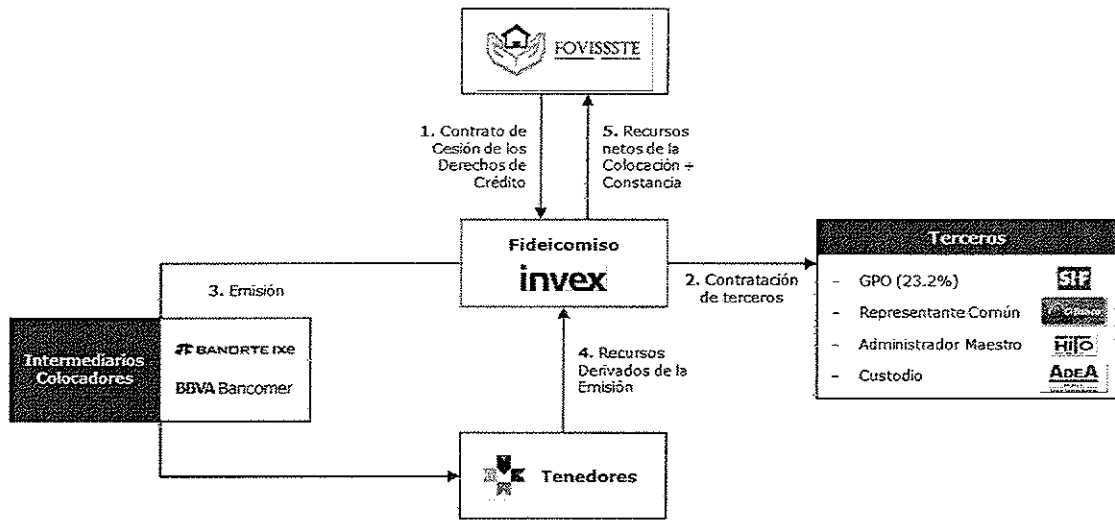 FOVISSSTE
1. Contrato de
Cesión de los
Derechos de
Crédito
5. Recursos
netos de la
Colocación +
Constancia
Fideicomiso
invex
3. Emisión
2. Contratación
de terceros
Terceros
- GPO (23.2%)
SHF
- Representante Común
- Administrador Maestro
HiTo
- Custodio
ADEA
Intermediarios
Colocadores
BANORTE IXE
BBVA Bancomer
4. Recursos
Derivados de la
Emisión
Tenedores